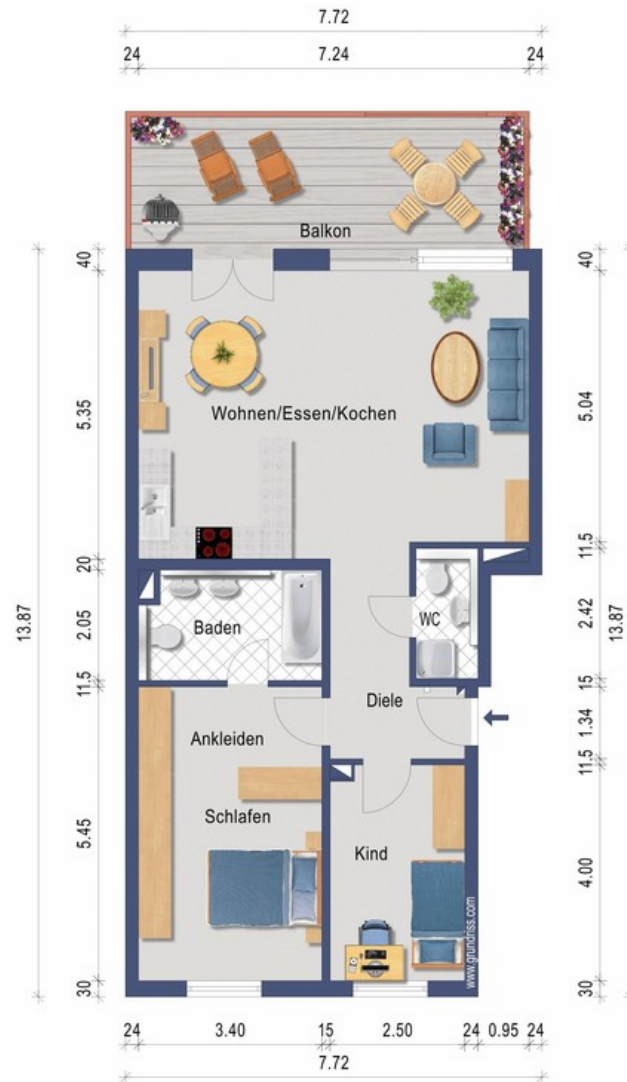 7.72
24 7.24 24
Balkon
40
40
5.35
Wohnen/Essen/Kochen
5.04
20
11.5
13.87
2.05
Baden
WC
2.42
13.87
11.5
15
Diele
1.34
Ankleiden
11.5
5.45
Schlafen
Kind
4.00
www.grundriss.com
30
30
24 3.40 15 2.50 24 0.95 24
7.72